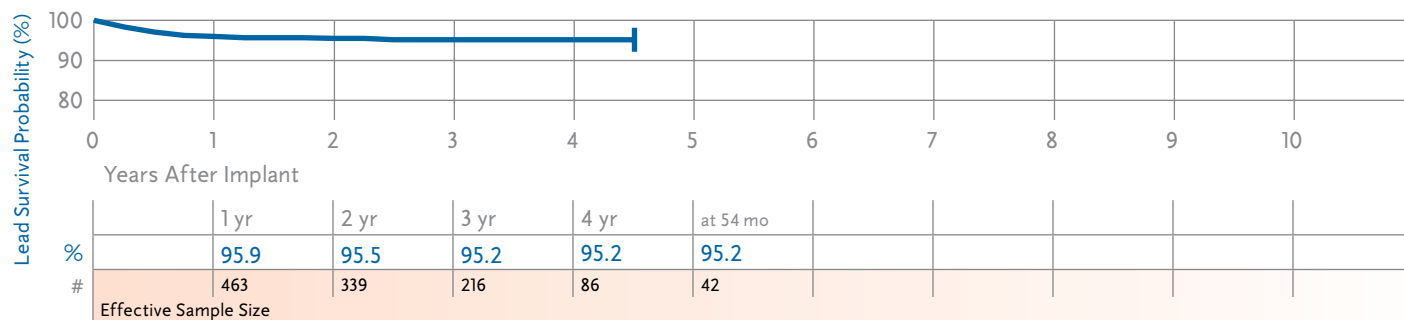 Lead Survival Probability (%)
100
90
80
0 1 2 3 4 5 6 7 8 9 10
Years After Implant
1 yr 2 yr 3 yr 4 yr at 54 mo
% 95.9 95.5 95.2 95.2 95.2
# 463 339 216 86 42
Effective Sample Size